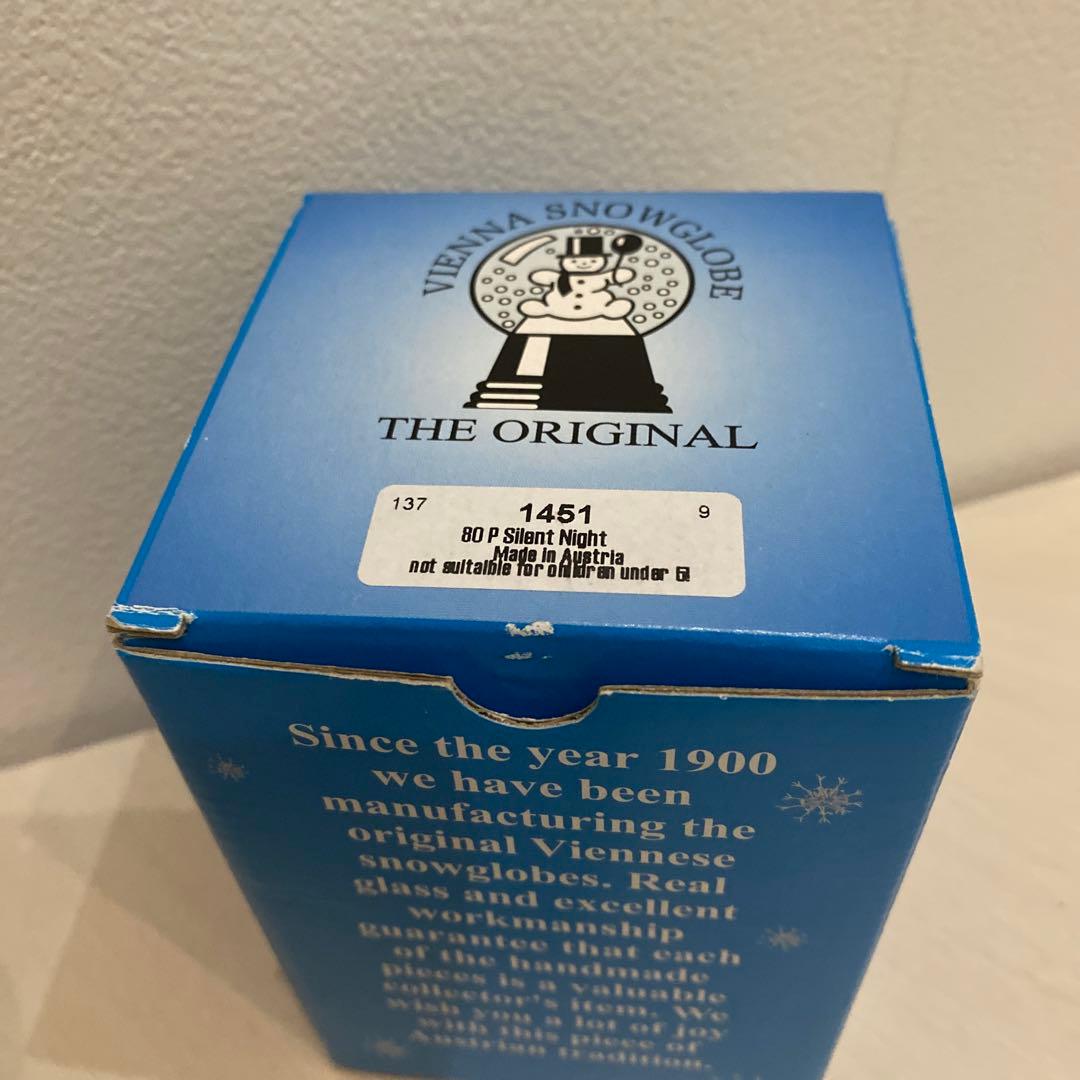 VIENNA SNOWGLOBE
THE ORIGINAL
137 1451 9
80 P Silent Night
Made in Austria
not suitaible for children under
Since the year 1900
we have been
manufacturing the
original Viennese
snowglobes. Real
glass and excellent
workmanship
guarantee that each
of the handmade
pieces is a valuable
collector's item. We
wish you a lot of joy
with this piece of
Austrian tradition.